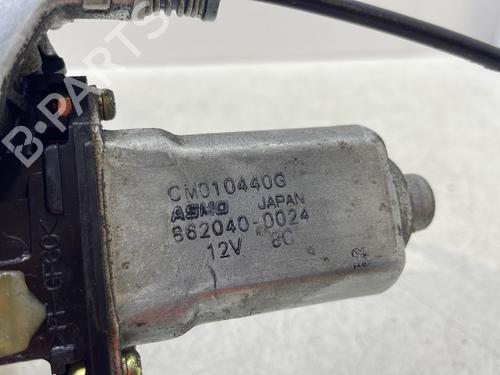 B-PARTS
CM010440G
ASMO JAPAN
862040-0024
12V 8C